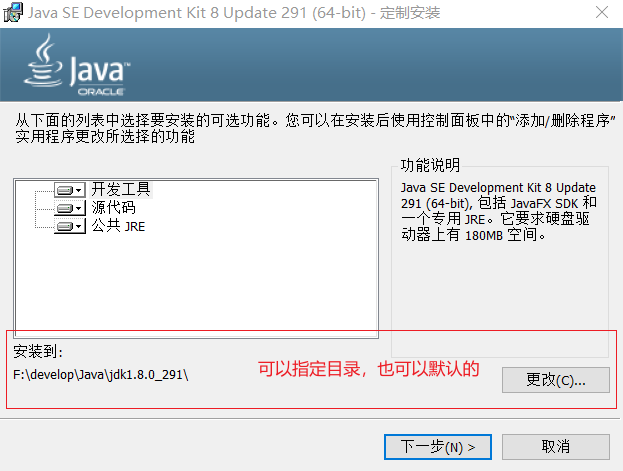 Java SE Development Kit 8 Update 291 (64-bit) - 定制安装
Java™
ORACLE
从下面的列表中选择要安装的可选功能。您可以在安装后使用控制面板中的“添加/删除程序”
实用程序更改所选择的功能
开发工具
源代码
公共 JRE
功能说明
Java SE Development Kit 8 Update
291 (64-bit), 包括 JavaFX SDK 和
一个专用 JRE。它要求硬盘驱
动器上有 180MB 空间。
安装到:
F:\develop\Java\jdk1.8.0_291\
可以指定目录，也可以默认的
更改(C)...
下一步(N) >
取消